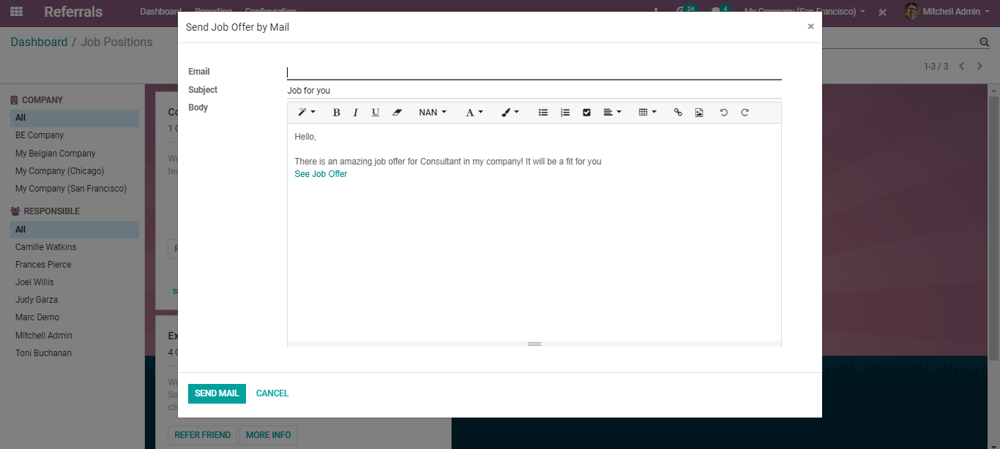 Referrals Dashboard Reporting Configuration 24 4 My Company (San Francisco) Mitchell Admin
Send Job Offer by Mail ×
Dashboard / Job Positions
1-3 / 3
Email
Subject Job for you
Body
B I U NAN A
Hello,
There is an amazing job offer for Consultant in my company! It will be a fit for you
See Job Offer
COMPANY
All
BE Company
My Belgian Company
My Company (Chicago)
My Company (San Francisco)
RESPONSIBLE
All
Camille Watkins
Frances Pierce
Joel Willis
Judy Garza
Marc Demo
Mitchell Admin
Toni Buchanan
SEND MAIL CANCEL
REFER FRIEND MORE INFO